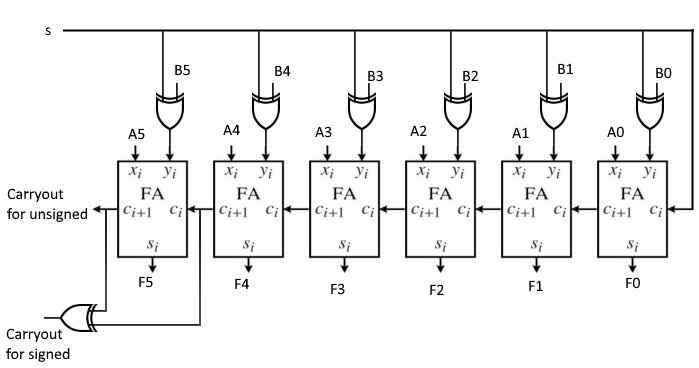 s
B5 B4 B3 B2 B1 B0
A5 A4 A3 A2 A1 A0
xᵢ yᵢ xᵢ yᵢ xᵢ yᵢ xᵢ yᵢ xᵢ yᵢ xᵢ yᵢ
FA FA FA FA FA FA
Carryout
for unsigned
cᵢ₊₁ cᵢ cᵢ₊₁ cᵢ cᵢ₊₁ cᵢ cᵢ₊₁ cᵢ cᵢ₊₁ cᵢ cᵢ₊₁ cᵢ
sᵢ sᵢ sᵢ sᵢ sᵢ sᵢ
F5 F4 F3 F2 F1 F0
Carryout
for signed